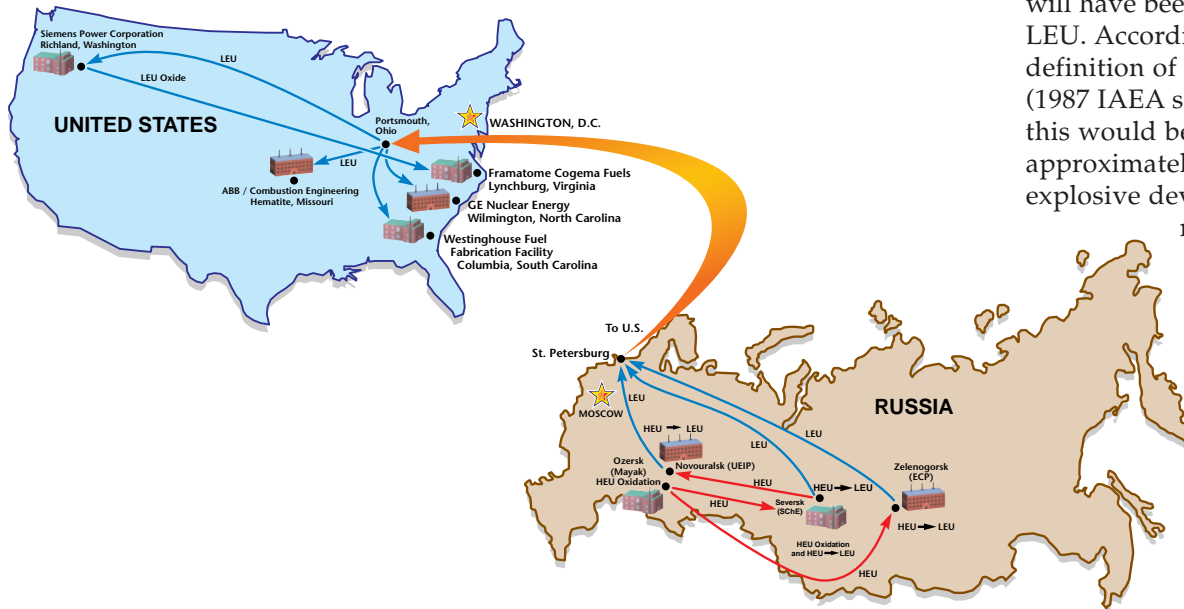 will have been
LEU. Accordi
definition of
(1987 IAEA s
this would be
approximatel
explosive dev
1
Siemens Power Corporation
Richland, Washington
LEU
LEU Oxide
UNITED STATES
Portsmouth,
Ohio
WASHINGTON, D.C.
LEU
ABB / Combustion Engineering
Hematite, Missouri
Framatome Cogema Fuels
Lynchburg, Virginia
GE Nuclear Energy
Wilmington, North Carolina
Westinghouse Fuel
Fabrication Facility
Columbia, South Carolina
To U.S.
St. Petersburg
MOSCOW
LEU
RUSSIA
HEU → LEU
LEU
LEU
Ozersk
(Mayak)
HEU Oxidation
Novouralsk (UEIP)
HEU
HEU
Seversk
(SChE)
HEU → LEU
Zelenogorsk
(ECP)
HEU → LEU
HEU Oxidation
and HEU → LEU
HEU